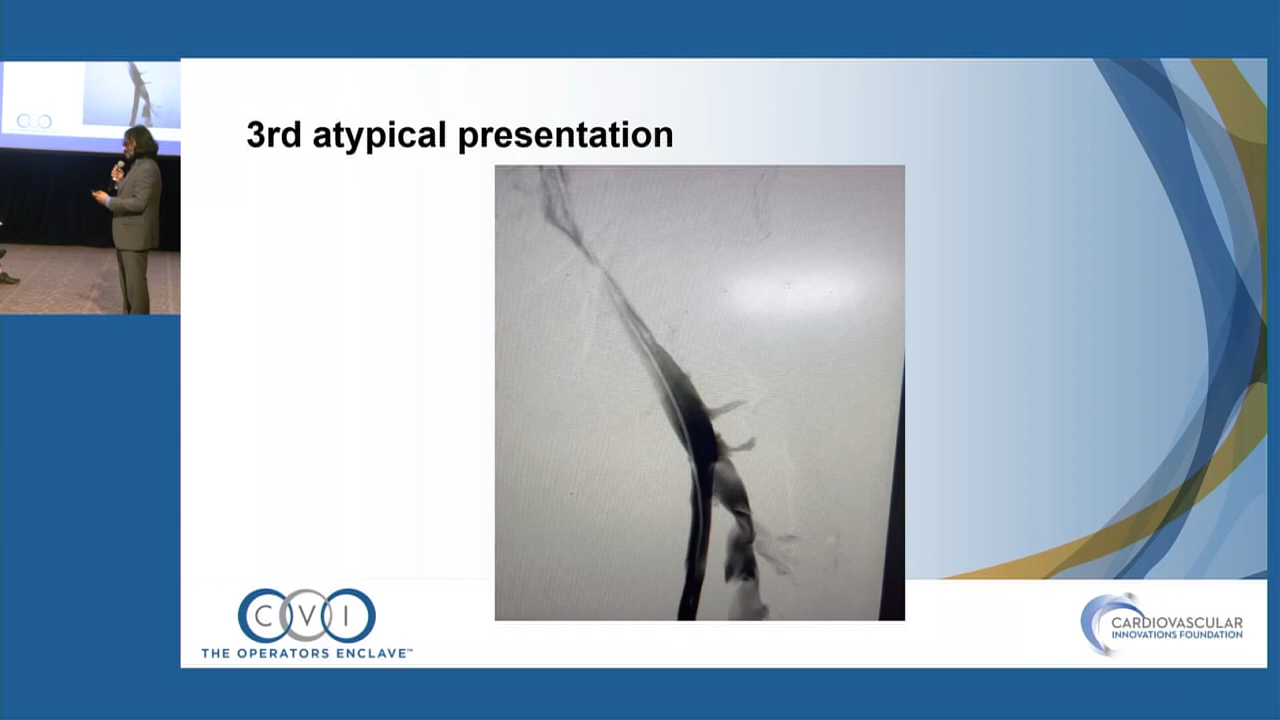 3rd atypical presentation
CVI
THE OPERATORS ENCLAVE™
CARDIOVASCULAR
INNOVATIONS FOUNDATION